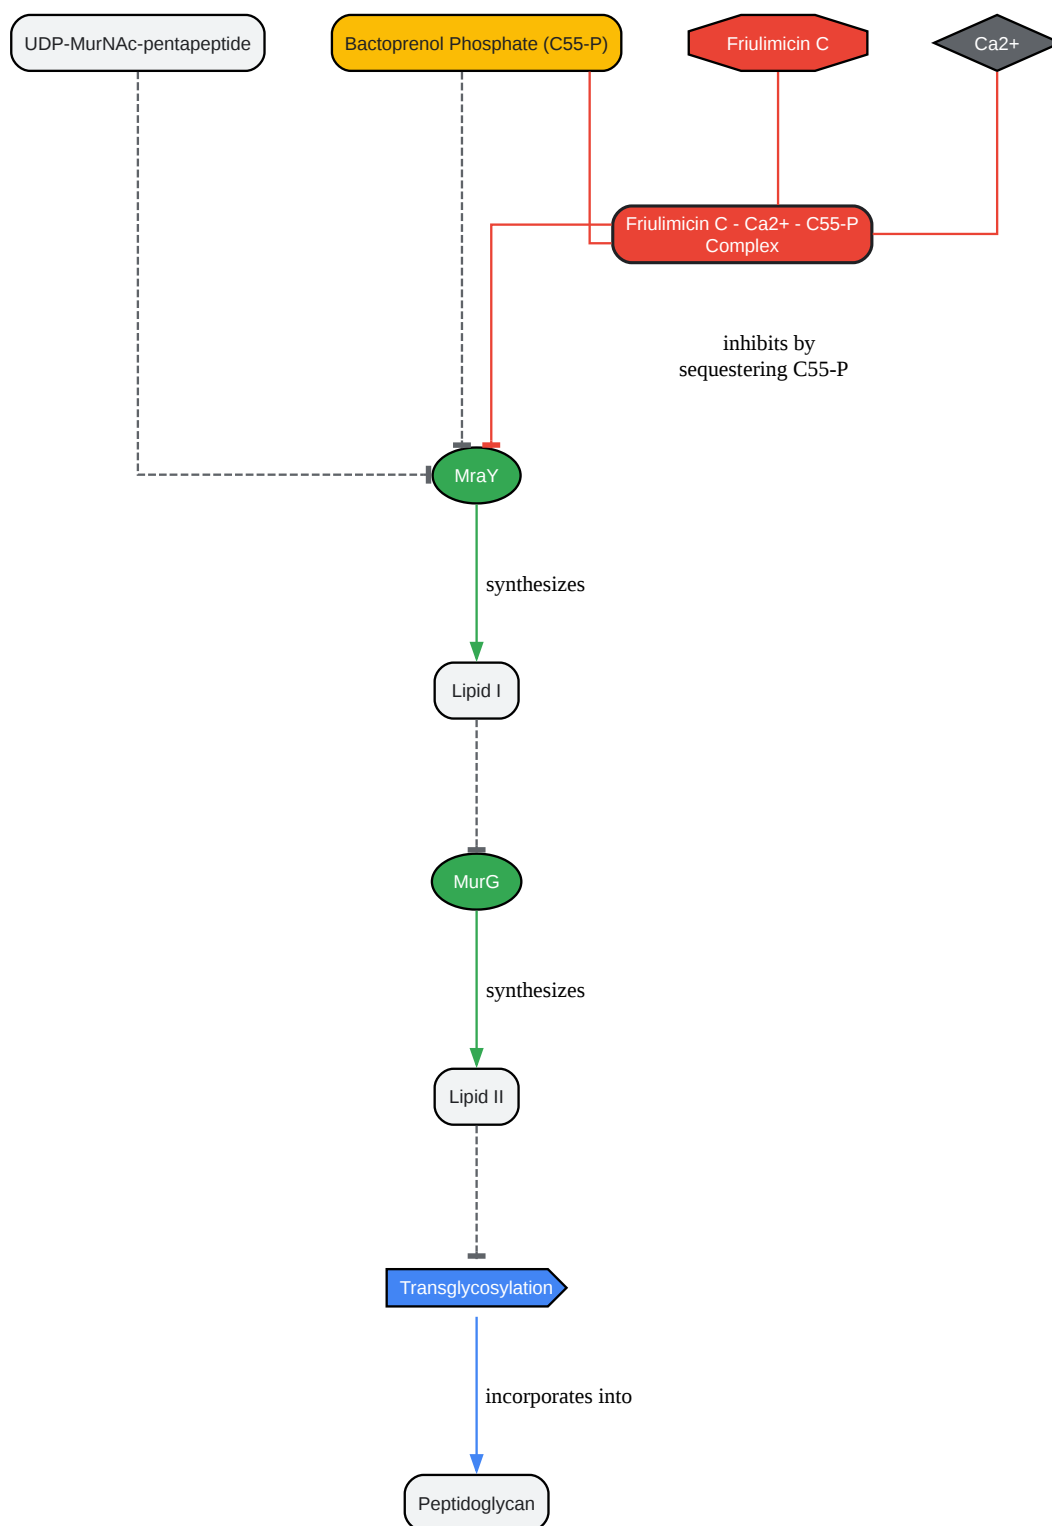 UDP-MurNAc-pentapeptide
Bactoprenol Phosphate (C55-P)
Friulimicin C
Ca2+
Friulimicin C - Ca2+ - C55-P
Complex
inhibits by
sequestering C55-P
MraY
synthesizes
Lipid I
MurG
synthesizes
Lipid II
Transglycosylation
incorporates into
Peptidoglycan